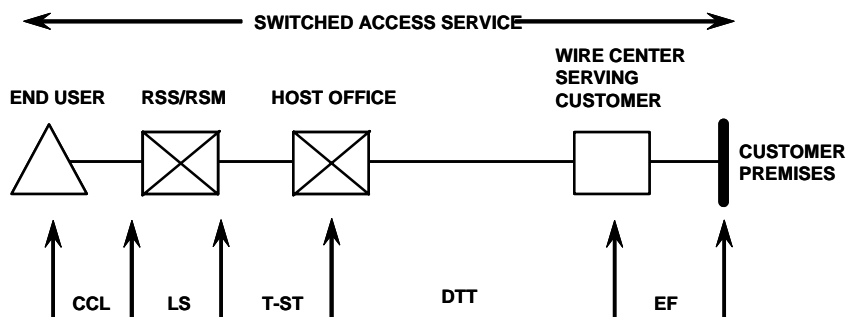 SWITCHED ACCESS SERVICE
WIRE CENTER
SERVING
CUSTOMER
END USER
RSS/RSM
HOST OFFICE
CUSTOMER
PREMISES
CCL
LS
T-ST
DTT
EF